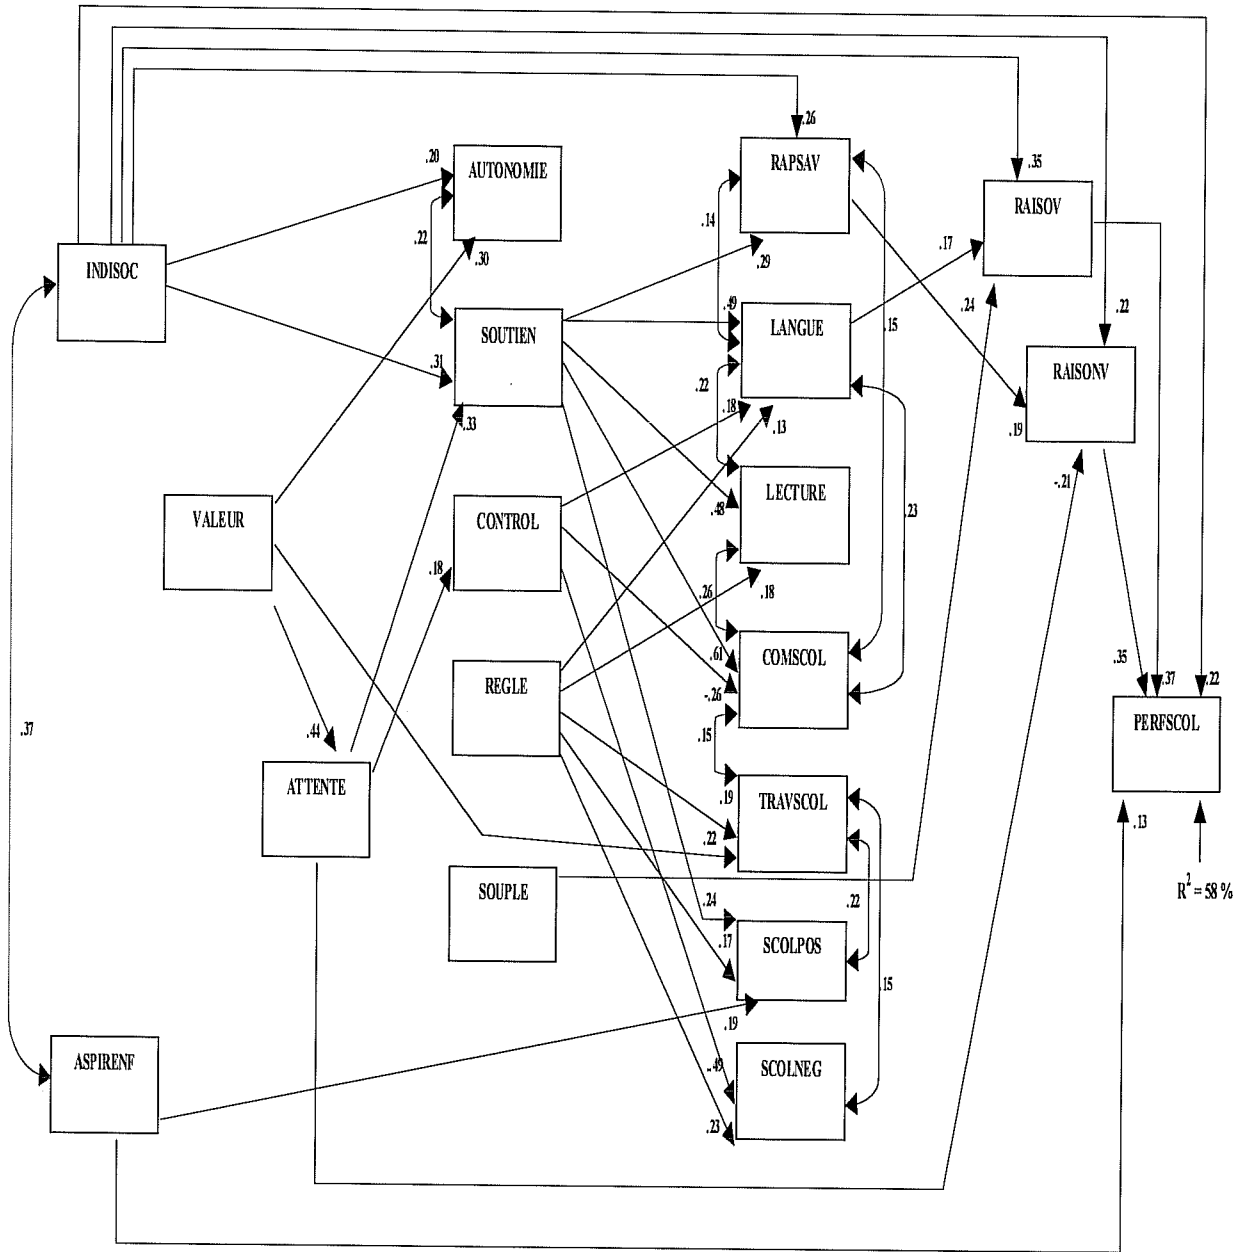 .26
.20
AUTONOMIE
RAPSAV
.35
RAISOV
.14
.22
.30
.29
.17
INDISOC
.49
.24
.15
.22
SOUTIEN
LANGUE
.31
.22
RAISONV
.33
.18
.13
.19
VALEUR
CONTROL
LECTURE
-.21
.48
.23
.18
.26
.18
.61
COMSCOL
REGLE
-.26
.35
.37
.22
PERFSCOL
.37
.44
.15
ATTENTE
.19
TRAVSCOL
.22
.13
SOUPLE
.24
.22
R2 = 58 %
.17
SCOLPOS
.15
.19
ASPIRENF
-.49
SCOLNEG
.23